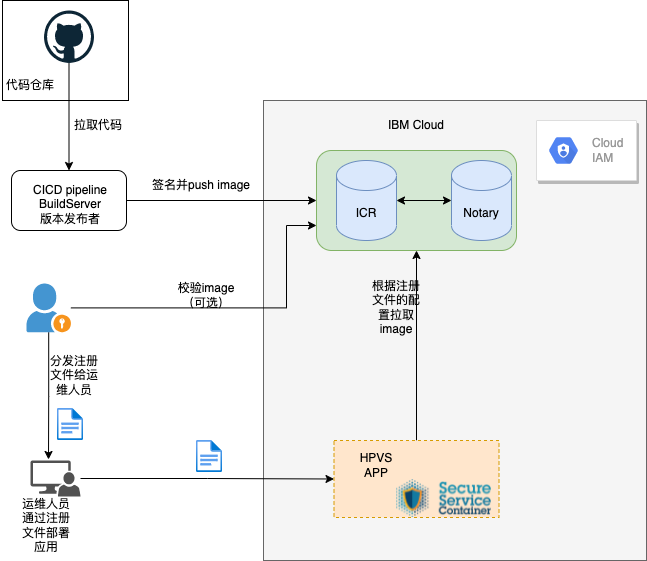 代码仓库
拉取代码
IBM Cloud
Cloud
IAM
CICD pipeline
BuildServer
版本发布者
签名并push image
ICR
Notary
校验image
（可选）
根据注册
文件的配
置拉取
image
分发注册
文件给运
维人员
HPVS
APP
Secure
Service
Container
运维人员
通过注册
文件部署
应用